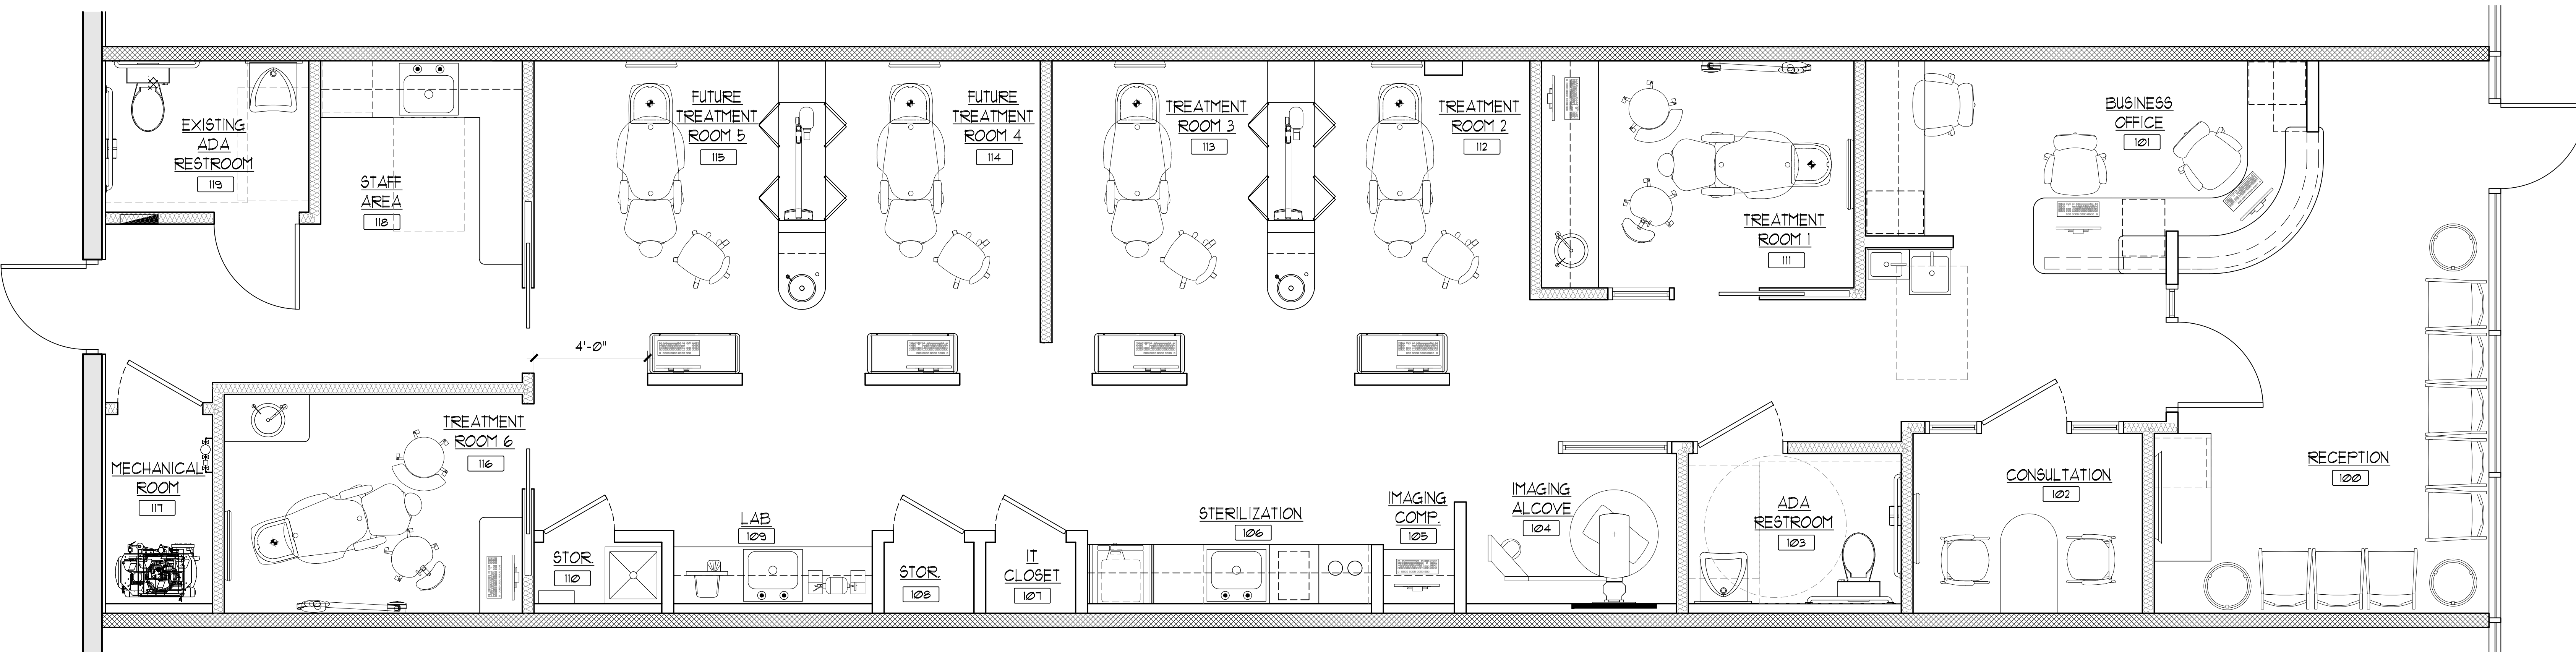 EXISTING
ADA
RESTROOM
119
STAFF
AREA
118
FUTURE
TREATMENT
ROOM 5
115
FUTURE
TREATMENT
ROOM 4
114
TREATMENT
ROOM 3
113
TREATMENT
ROOM 2
112
TREATMENT
ROOM 1
111
BUSINESS
OFFICE
101
4'-0"
MECHANICAL
ROOM
117
TREATMENT
ROOM 6
116
STOR.
110
LAB
109
STOR.
108
IT
CLOSET
107
STERILIZATION
106
IMAGING
COMP.
105
IMAGING
ALCOVE
104
ADA
RESTROOM
103
CONSULTATION
102
RECEPTION
100